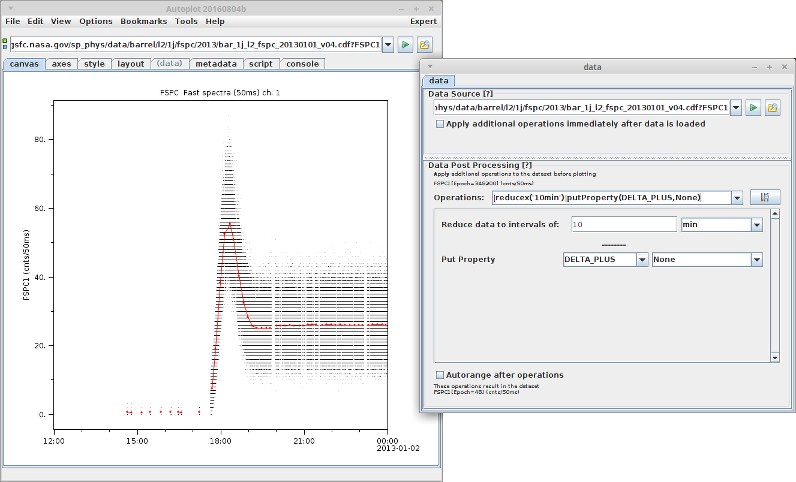 Autoplot 20160804b
File Edit View Options Bookmarks Tools Help Expert
gsfc.nasa.gov/sp_phys/data/barrel/l2/1j/fspc/2013/bar_1j_l2_fspc_20130101_v04.cdf?FSPC1
canvas axes style layout (data) metadata script console
FSPC Fast spectra (50ms) ch. 1
80.
60.
40.
20.
0.
FSPC1 (cnts/50ms)
12:00 15:00 18:00 21:00 00:00
2013-01-02
data
data
Data Source [?]
phys/data/barrel/l2/1j/fspc/2013/bar_1j_l2_fspc_20130101_v04.cdf?FSPC1
Apply additional operations immediately after data is loaded
Data Post Processing [?]
Apply additional operations to the dataset before plotting
Operations: |reducex('10min')|putProperty(DELTA_PLUS,None)
Reduce data to intervals of: 10 min
Put Property DELTA_PLUS None
Autorange after operations
These operations result in the dataset
FSPC1[Epoch=48] (cnts/50ms)